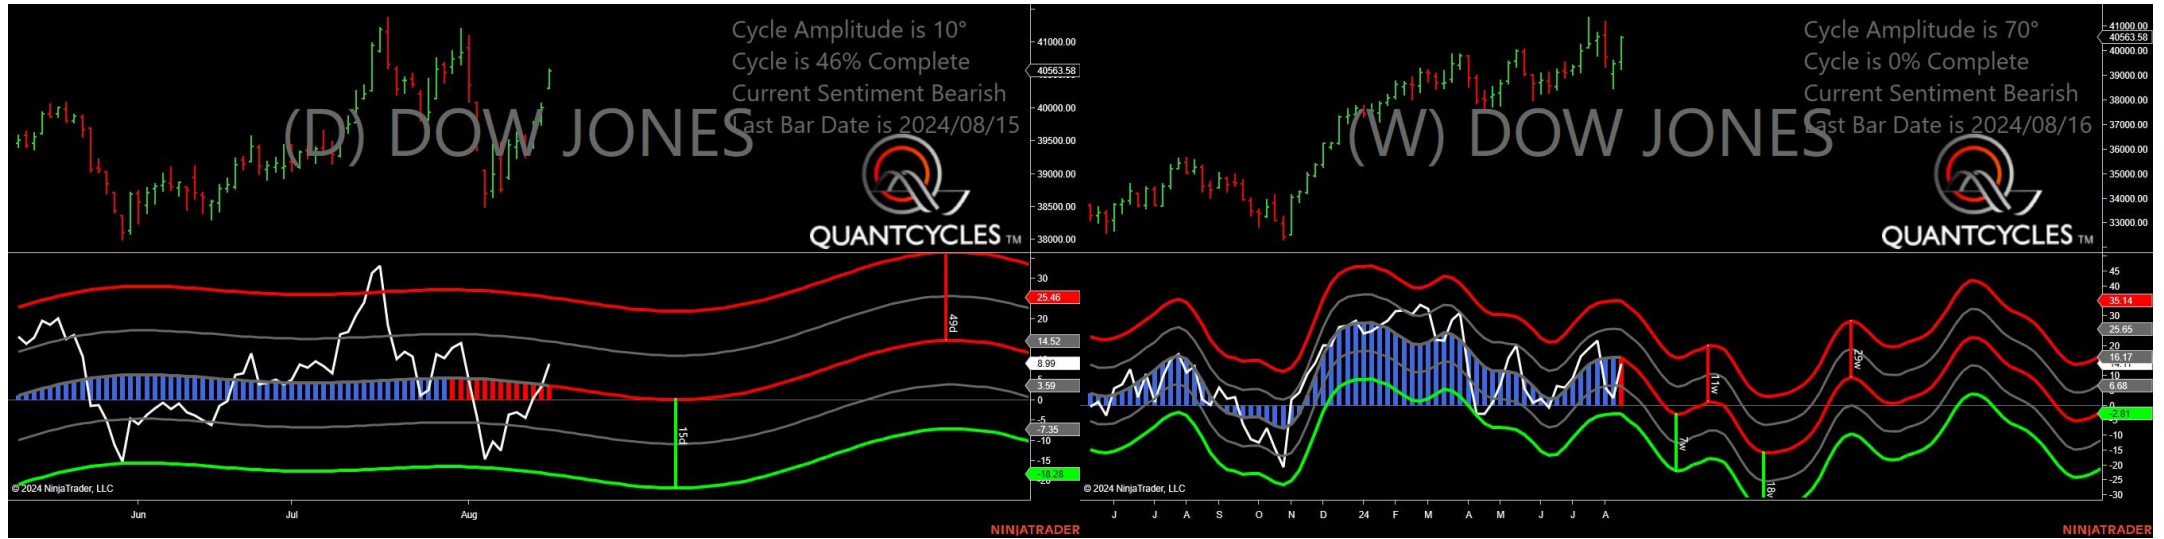 Cycle Amplitude is 10°
Cycle is 46% Complete
Current Sentiment Bearish
Last Bar Date is 2024/08/15
(D) DOW JONES
QUANTCYCLES TM
41000.00
40563.58
40000.00
39500.00
39000.00
38500.00
38000.00
30
25.46
20
14.52
8.99
3.59
0
-5
-7.35
-10
-15
-18.28
49d
15d
© 2024 NinjaTrader, LLC
Jun Jul Aug
NINJATRADER
Cycle Amplitude is 70°
Cycle is 0% Complete
Current Sentiment Bearish
Last Bar Date is 2024/08/16
(W) DOW JONES
QUANTCYCLES TM
41000.00
40563.58
40000.00
39000.00
38000.00
37000.00
36000.00
35000.00
34000.00
33000.00
45
40
35.14
30
25.65
20
16.17
10
6.68
-2.81
-10
-15
-20
-25
-30
11w
7w
29w
18w
© 2024 NinjaTrader, LLC
J J A S O N D 24 F M A M J J A
NINJATRADER